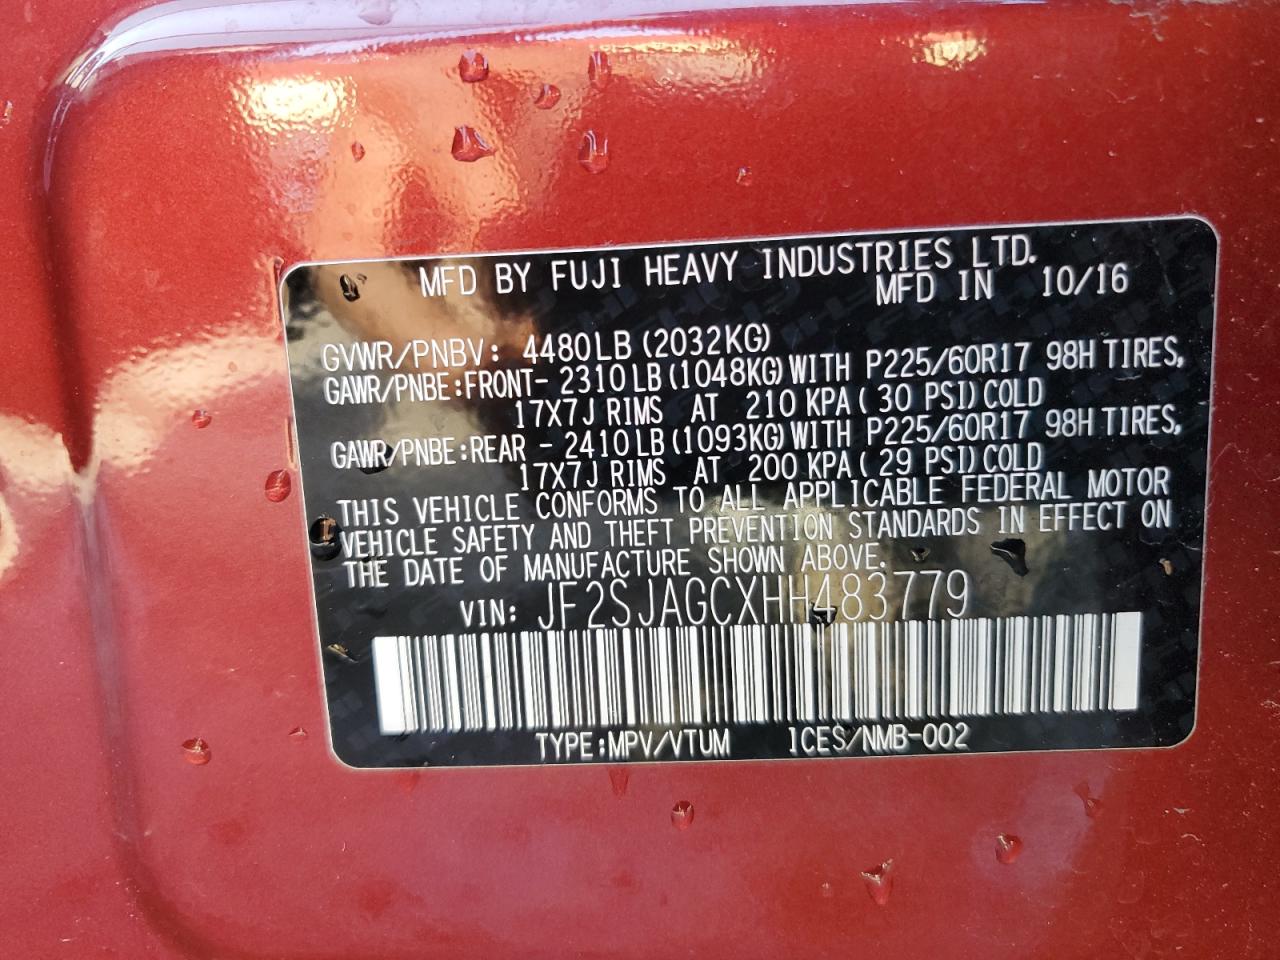 MFD BY FUJI HEAVY INDUSTRIES LTD.
MFD IN 10/16
GVWR/PNBV: 4480LB (2032KG)
GAWR/PNBE:FRONT- 2310LB (1048KG) WITH P225/60R17 98H TIRES,
17X7J RIMS AT 210 KPA ( 30 PSI) COLD
GAWR/PNBE:REAR - 2410LB (1093KG) WITH P225/60R17 98H TIRES,
17X7J RIMS AT 200 KPA ( 29 PSI) COLD
THIS VEHICLE CONFORMS TO ALL APPLICABLE FEDERAL MOTOR
VEHICLE SAFETY AND THEFT PREVENTION STANDARDS IN EFFECT ON
THE DATE OF MANUFACTURE SHOWN ABOVE.
VIN: JF2SJAGCXHH483779
TYPE:MPV/VTUM ICES/NMB-002